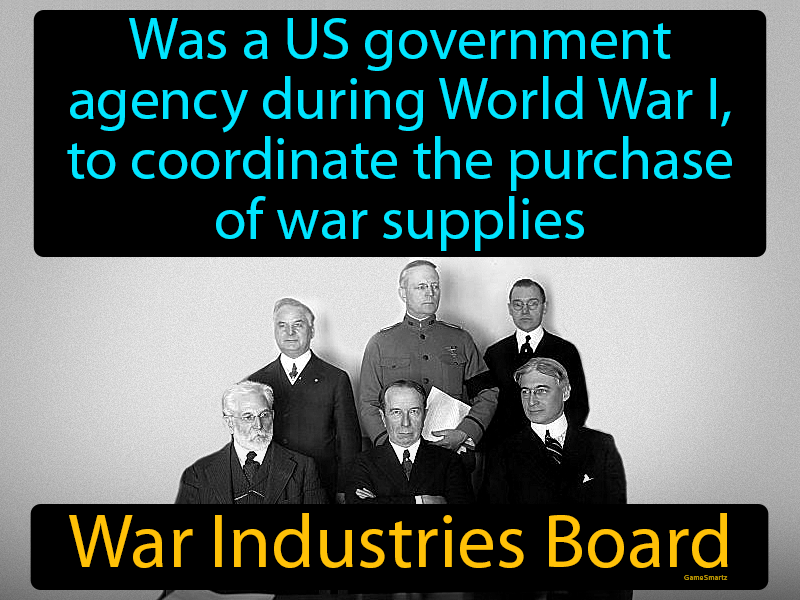 Was a US government
agency during World War I,
to coordinate the purchase
of war supplies
War Industries Board
GameSmartz